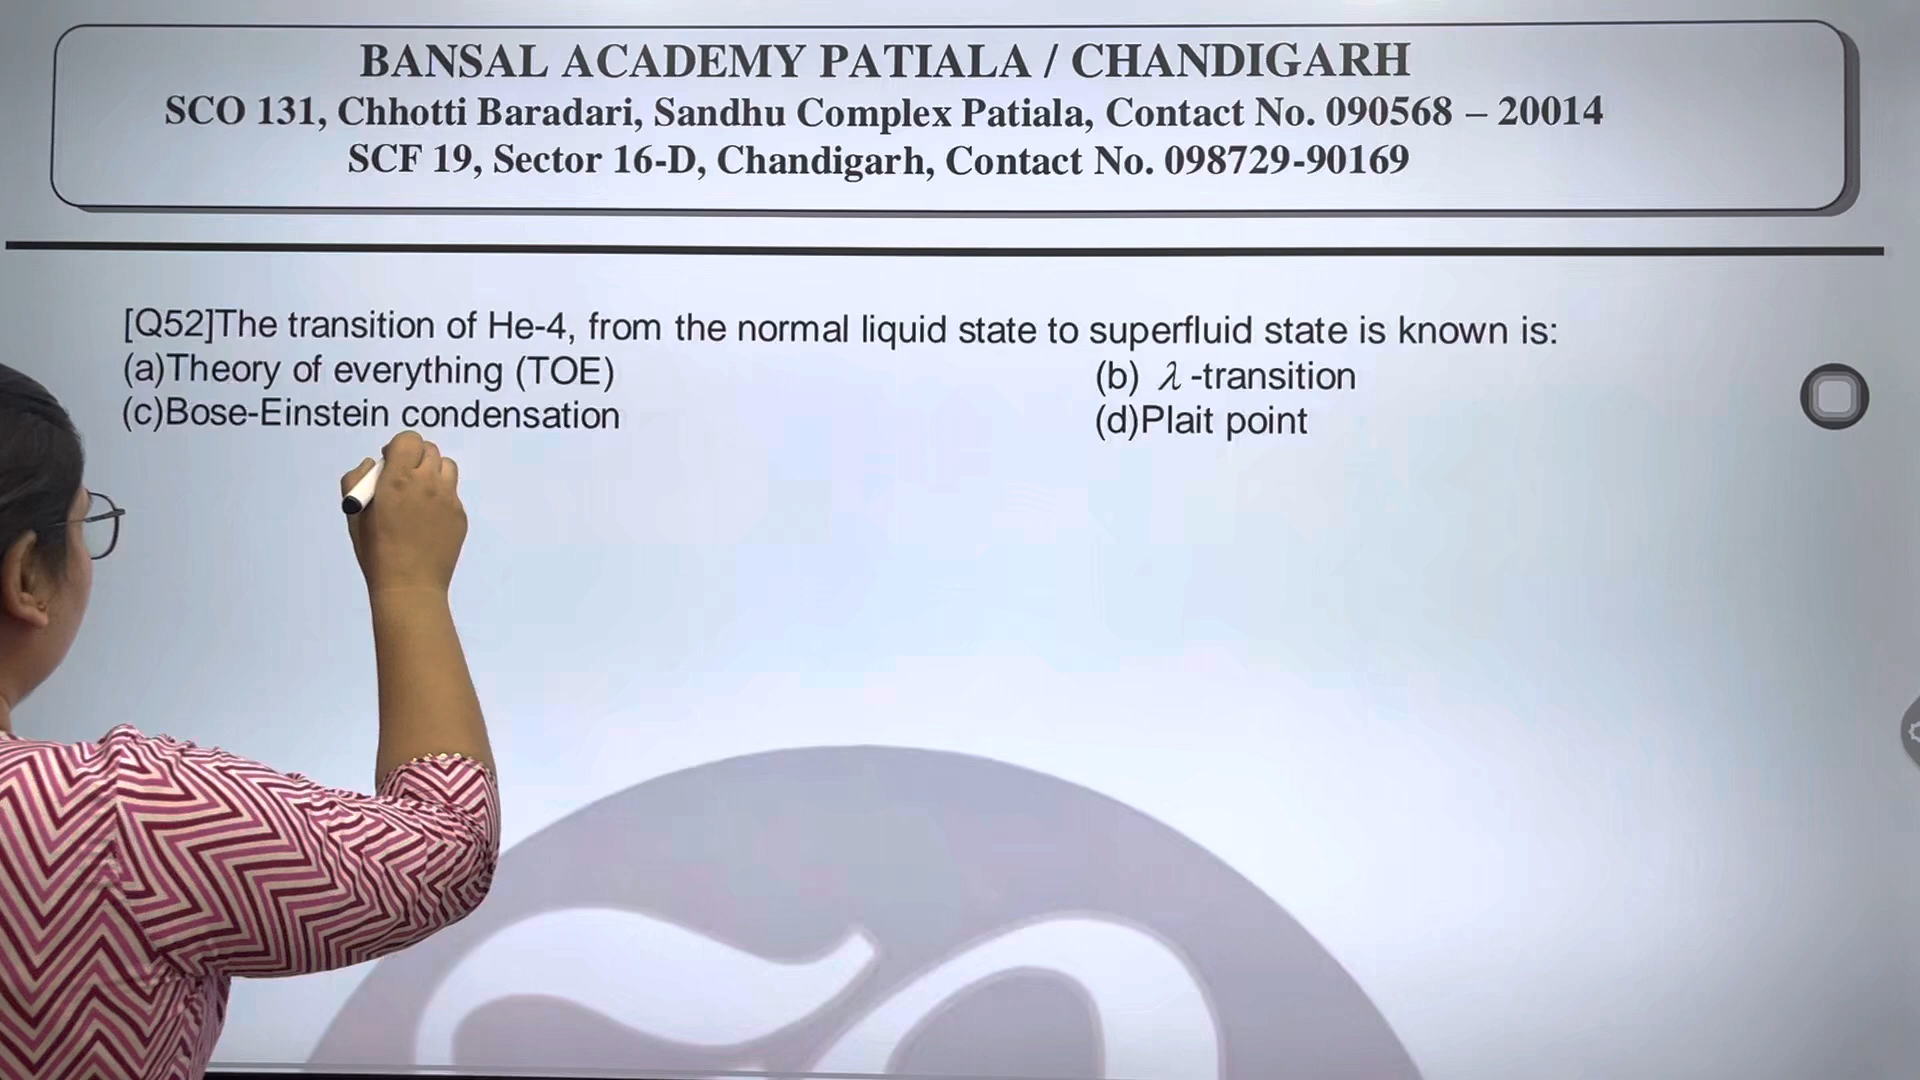 BANSAL ACADEMY PATIALA / CHANDIGARH
SCO 131, Chhotti Baradari, Sandhu Complex Patiala, Contact No. 090568 – 20014
SCF 19, Sector 16-D, Chandigarh, Contact No. 098729-90169
[Q52]The transition of He-4, from the normal liquid state to superfluid state is known is:
(a)Theory of everything (TOE) (b) λ -transition
(c)Bose-Einstein condensation (d)Plait point